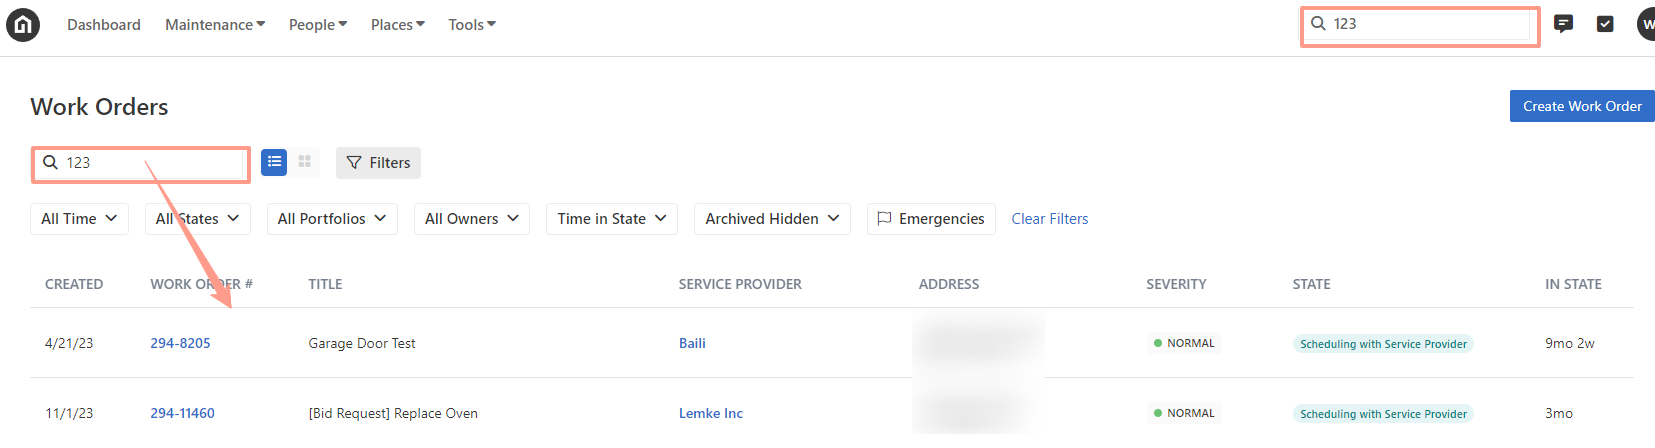 Dashboard Maintenance People Places Tools 123 W
Work Orders Create Work Order
123 Filters
All Time All States All Portfolios All Owners Time in State Archived Hidden Emergencies Clear Filters
CREATED WORK ORDER # TITLE SERVICE PROVIDER ADDRESS SEVERITY STATE IN STATE
4/21/23 294-8205 Garage Door Test Baili NORMAL Scheduling with Service Provider 9mo 2w
11/1/23 294-11460 [Bid Request] Replace Oven Lemke Inc NORMAL Scheduling with Service Provider 3mo